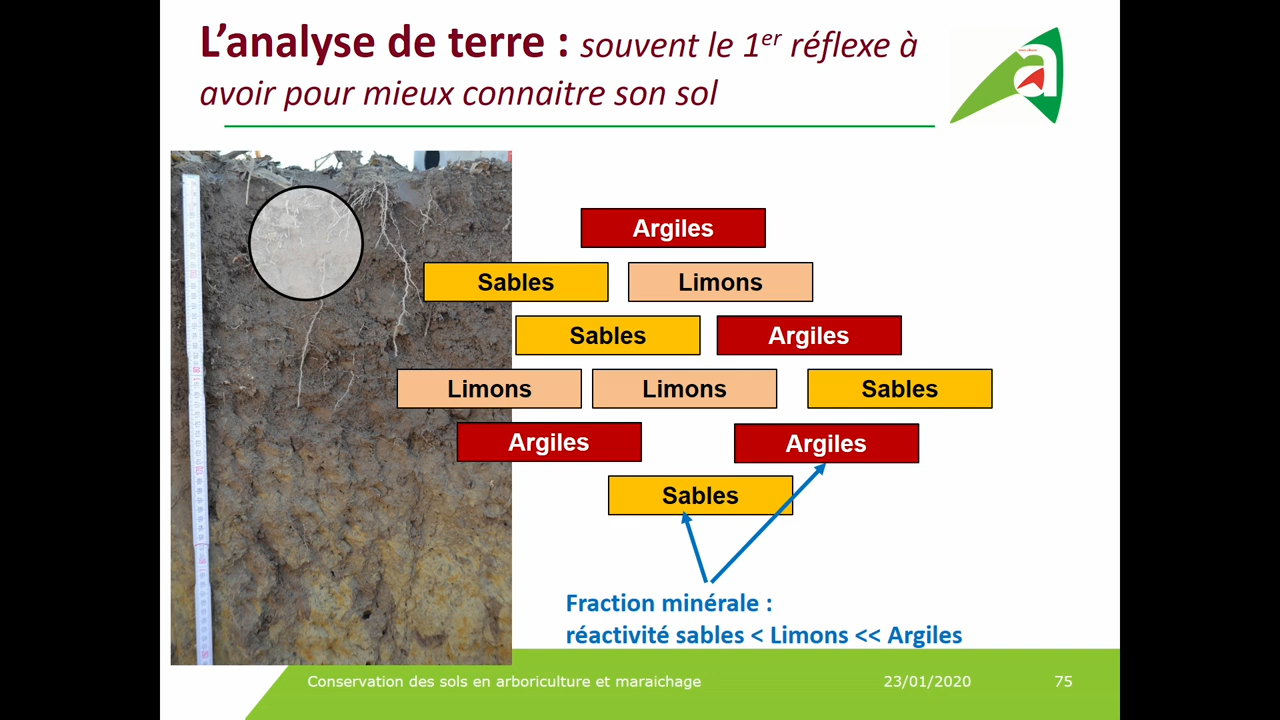 L’analyse de terre : souvent le 1er réflexe à
avoir pour mieux connaitre son sol
Argiles
Sables Limons
Sables Argiles
Limons Limons Sables
Argiles Argiles
Sables
Fraction minérale :
réactivité sables < Limons << Argiles
Conservation des sols en arboriculture et maraichage 23/01/2020 75